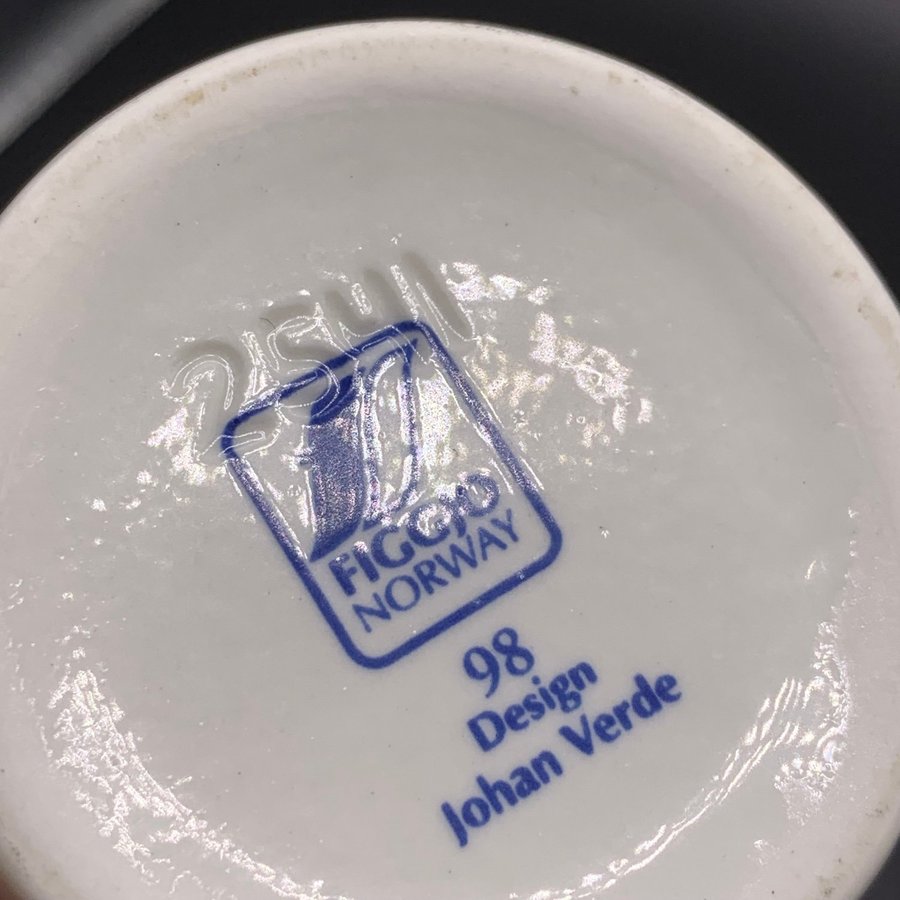 FIGGJO
NORWAY
98
Design
Johan Verde